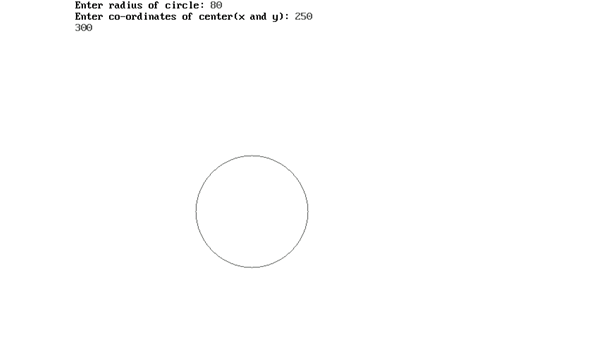 Enter radius of circle: 80
Enter co-ordinates of center(x and y): 250
300